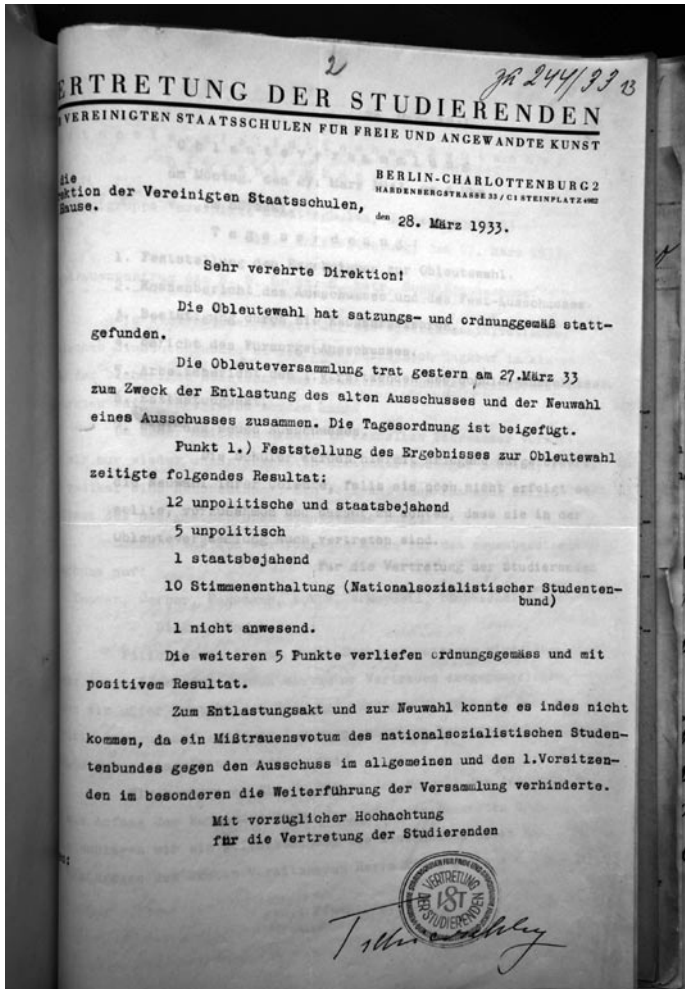 2
244/33 13
ERTRETUNG DER STUDIERENDEN
VEREINIGTEN STAATSSCHULEN FÜR FREIE UND ANGEWANDTE KUNST
BERLIN-CHARLOTTENBURG 2
HARDENBERGSTRASSE 33 / C1 STEINPLATZ
die
ektion der Vereinigten Staatsschulen,
Hause.
den 28. März 1933.
Sehr verehrte Direktion!
Die Obleutewahl hat satzungs- und ordnunggemäß statt-
gefunden.
Die Obleuteversammlung trat gestern am 27.März 33
zum Zweck der Entlastung des alten Ausschusses und der Neuwahl
eines Ausschusses zusammen. Die Tagesordnung ist beigefügt.
Punkt 1.) Feststellung des Ergebnisses zur Obleutewahl
zeitigte folgendes Resultat:
12 unpolitische und staatsbejahend
5 unpolitisch
1 staatsbejahend
10 Stimmenenthaltung (Nationalsozialistischer Studenten-
bund)
1 nicht anwesend.
Die weiteren 5 Punkte verliefen ordnungsgemäss und mit
positivem Resultat.
Zum Entlastungsakt und zur Neuwahl konnte es indes nicht
kommen, da ein Mißtrauensvotum des nationalsozialistischen Studen-
tenbundes gegen den Ausschuss im allgemeinen und den 1.Vorsitzen-
den im besonderen die Weiterführung der Versammlung verhinderte.
Mit vorzüglicher Hochachtung
für die Vertretung der Studierenden
VERTRETUNG
VST
DER STUDIERENDEN